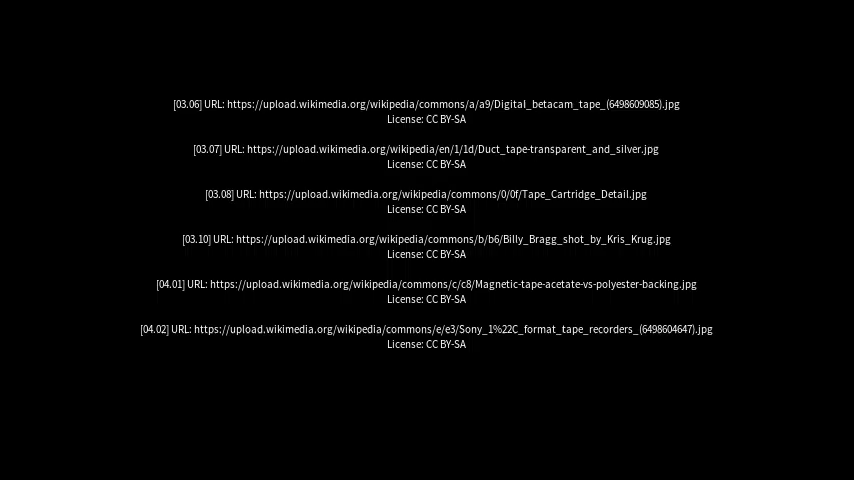 [03.06] URL: https://upload.wikimedia.org/wikipedia/commons/a/a9/Digital_betacam_tape_(6498609085).jpg
License: CC BY-SA
[03.07] URL: https://upload.wikimedia.org/wikipedia/en/1/1d/Duct_tape-transparent_and_silver.jpg
License: CC BY-SA
[03.08] URL: https://upload.wikimedia.org/wikipedia/commons/0/0f/Tape_Cartridge_Detail.jpg
License: CC BY-SA
[03.10] URL: https://upload.wikimedia.org/wikipedia/commons/b/b6/Billy_Bragg_shot_by_Kris_Krug.jpg
License: CC BY-SA
[04.01] URL: https://upload.wikimedia.org/wikipedia/commons/c/c8/Magnetic-tape-acetate-vs-polyester-backing.jpg
License: CC BY-SA
[04.02] URL: https://upload.wikimedia.org/wikipedia/commons/e/e3/Sony_1%22C_format_tape_recorders_(6498604647).jpg
License: CC BY-SA